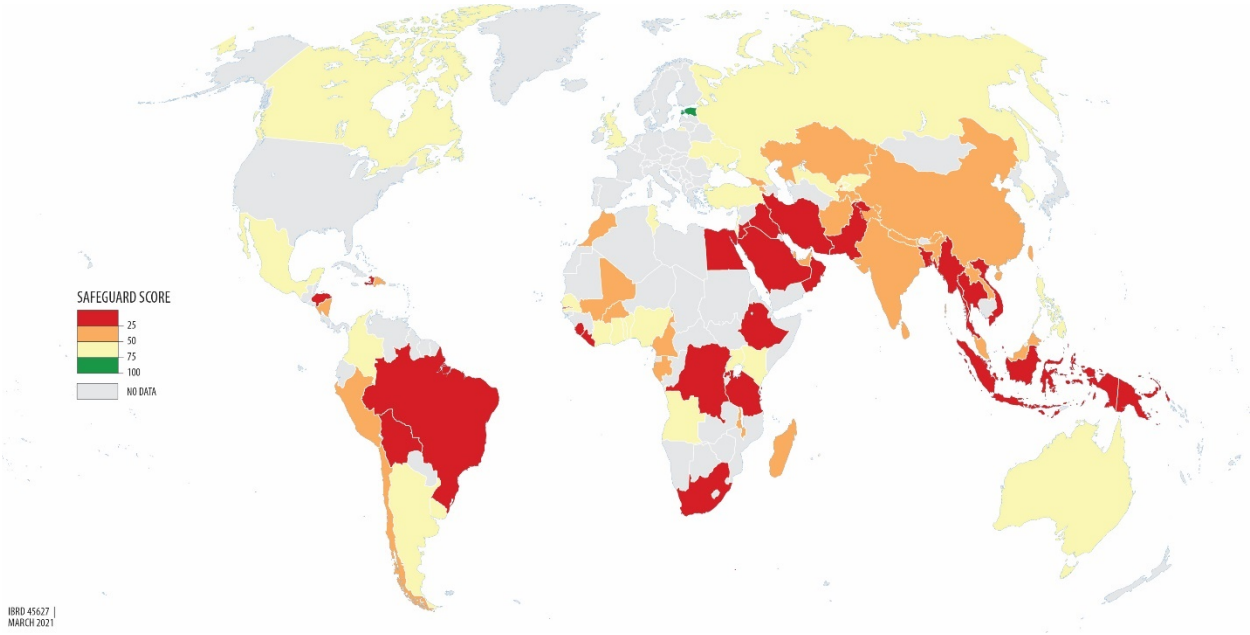 SAFEGUARD SCORE
25
50
75
100
NO DATA
IBRD 45627 |
MARCH 2021